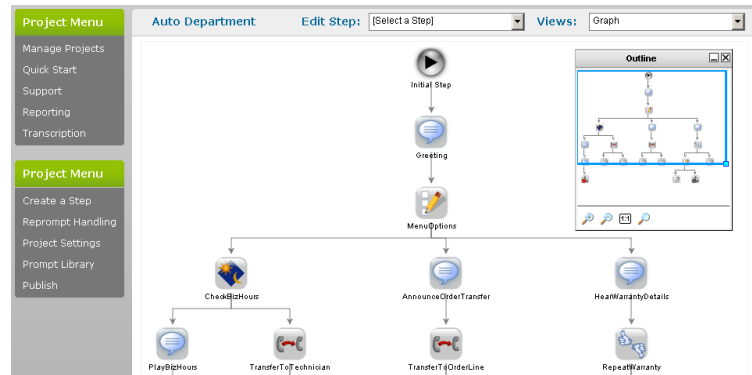 Project Menu
Manage Projects
Quick Start
Support
Reporting
Transcription
Project Menu
Create a Step
Reprompt Handling
Project Settings
Prompt Library
Publish
Auto Department
Edit Step: [Select a Step]
Views: Graph
Initial Step
Greeting
MenuOptions
CheckBizHours
AnnounceOrderTransfer
HearWarrantyDetails
PlayBizHours
TransferToTechnician
TransferToOrderLine
RepeatWarranty
Outline
1:1